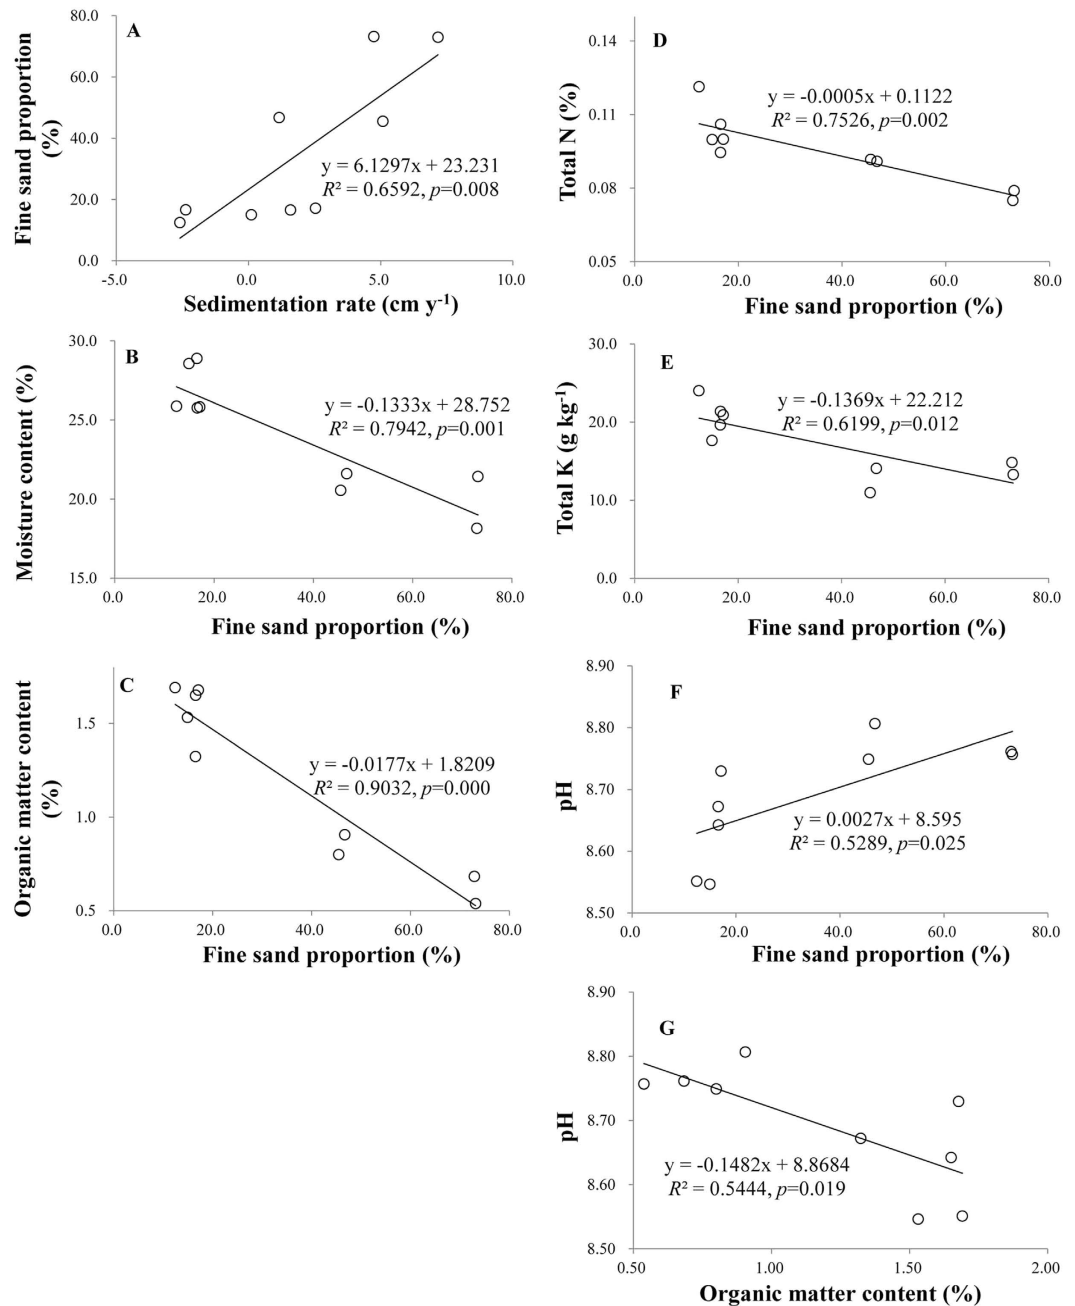 A
Fine sand proportion
(%)
80.0
60.0
40.0
20.0
0.0
y = 6.1297x + 23.231
R² = 0.6592, p=0.008
-5.0 0.0 5.0 10.0
Sedimentation rate (cm y⁻¹)
D
Total N (%)
0.14
0.11
0.08
0.05
y = -0.0005x + 0.1122
R² = 0.7526, p=0.002
0.0 20.0 40.0 60.0 80.0
Fine sand proportion (%)
B
Moisture content (%)
30.0
25.0
20.0
15.0
y = -0.1333x + 28.752
R² = 0.7942, p=0.001
0.0 20.0 40.0 60.0 80.0
Fine sand proportion (%)
E
Total K (g kg⁻¹)
30.0
20.0
10.0
0.0
y = -0.1369x + 22.212
R² = 0.6199, p=0.012
0.0 20.0 40.0 60.0 80.0
Fine sand proportion (%)
C
Organic matter content
(%)
1.5
1.0
0.5
y = -0.0177x + 1.8209
R² = 0.9032, p=0.000
0.0 20.0 40.0 60.0 80.0
Fine sand proportion (%)
F
pH
8.90
8.80
8.70
8.60
8.50
y = 0.0027x + 8.595
R² = 0.5289, p=0.025
0.0 20.0 40.0 60.0 80.0
Fine sand proportion (%)
G
pH
8.90
8.80
8.70
8.60
8.50
y = -0.1482x + 8.8684
R² = 0.5444, p=0.019
0.50 1.00 1.50 2.00
Organic matter content (%)